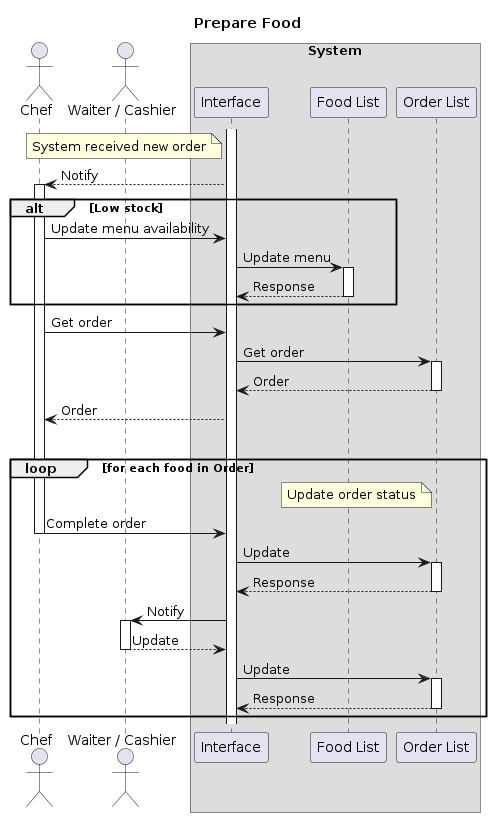 Prepare Food
System
Chef
Waiter / Cashier
Interface
Food List
Order List
System received new order
Notify
alt
[Low stock]
Update menu availability
Update menu
Response
Get order
Get order
Order
Order
loop
[for each food in Order]
Update order status
Complete order
Update
Response
Notify
Update
Update
Response
Chef
Waiter / Cashier
Interface
Food List
Order List